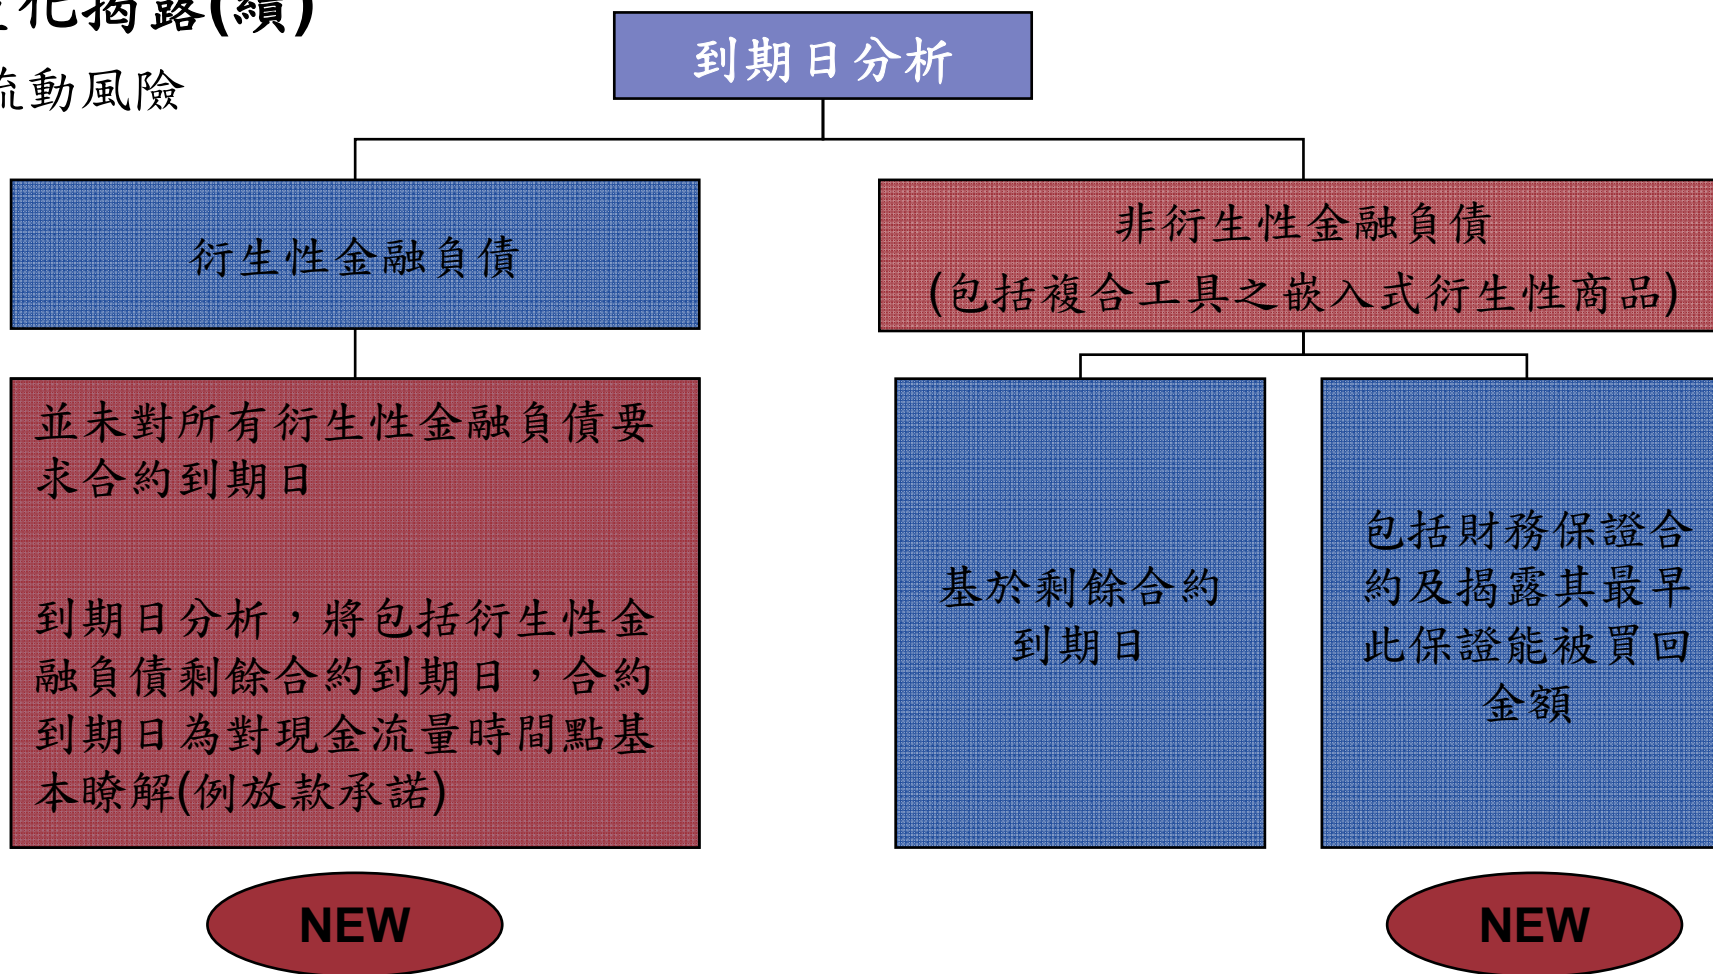 化揭露(續)
流動風險
到期日分析
衍生性金融負債
非衍生性金融負債
(包括複合工具之嵌入式衍生性商品)
並未對所有衍生性金融負債要
求合約到期日
到期日分析，將包括衍生性金
融負債剩餘合約到期日，合約
到期日為對現金流量時間點基
本瞭解(例放款承諾)
基於剩餘合約
到期日
包括財務保證合
約及揭露其最早
此保證能被買回
金額
NEW
NEW